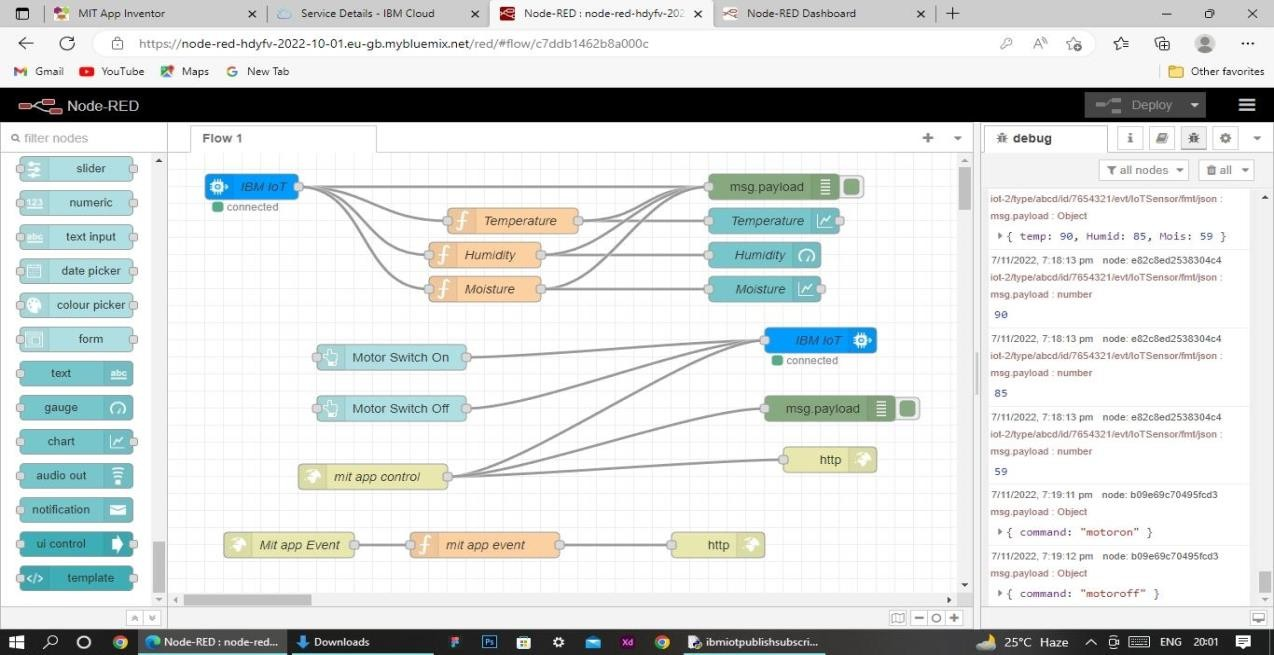 MIT App Inventor
Service Details - IBM Cloud
Node-RED : node-red-hdyfv-202
Node-RED Dashboard
https://node-red-hdyfv-2022-10-01.eu-gb.mybluemix.net/red/#flow/c7ddb1462b8a000c
Gmail
YouTube
Maps
New Tab
Other favorites
Node-RED
Deploy
filter nodes
Flow 1
debug
slider
numeric
text input
date picker
colour picker
form
text
gauge
chart
audio out
notification
ui control
template
IBM IoT
connected
Temperature
Humidity
Moisture
msg.payload
Temperature
Humidity
Moisture
Motor Switch On
Motor Switch Off
mit app control
IBM IoT
connected
msg.payload
http
Mit app Event
mit app event
http
all nodes
all
iot-2/type/abcd/id/7654321/evt/IoTSensor/fmt/json :
msg.payload : Object
{ temp: 90, Humid: 85, Mois: 59 }
7/11/2022, 7:18:13 pm node: e82c8ed2538304c4
iot-2/type/abcd/id/7654321/evt/IoTSensor/fmt/json :
msg.payload : number
90
7/11/2022, 7:18:13 pm node: e82c8ed2538304c4
iot-2/type/abcd/id/7654321/evt/IoTSensor/fmt/json :
msg.payload : number
85
7/11/2022, 7:18:13 pm node: e82c8ed2538304c4
iot-2/type/abcd/id/7654321/evt/IoTSensor/fmt/json :
msg.payload : number
59
7/11/2022, 7:19:11 pm node: b09e69c70495fcd3
msg.payload : Object
{ command: "motoron" }
7/11/2022, 7:19:12 pm node: b09e69c70495fcd3
msg.payload : Object
{ command: "motoroff" }
Node-RED : node-red...
Downloads
Ps
Xd
ibmiotpublishsubscri...
25°C Haze
ENG
20:01